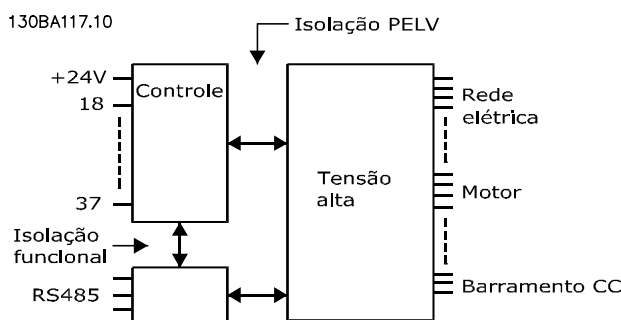 130BA117.10
Isolação PELV
+24V
Controle
18
37
Tensão
alta
Rede
elétrica
Motor
Isolação
funcional
RS485
Barramento CC